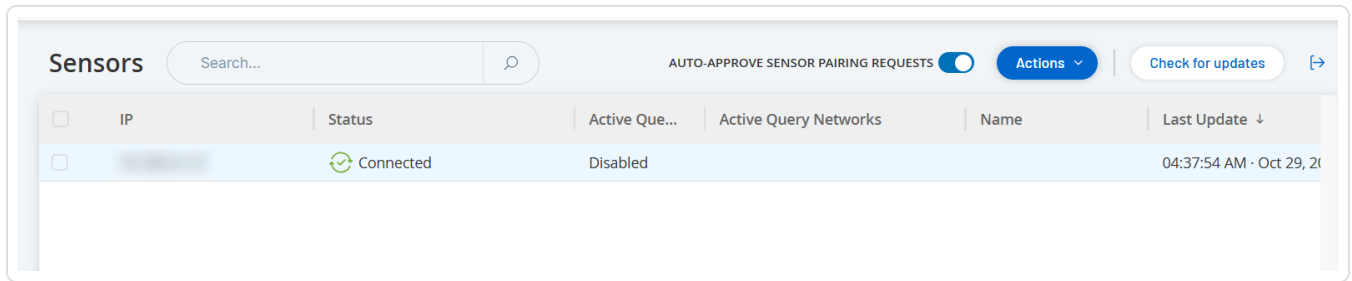 Sensors Search... AUTO-APPROVE SENSOR PAIRING REQUESTS Actions Check for updates
IP Status Active Que... Active Query Networks Name Last Update ↓
Connected Disabled 04:37:54 AM · Oct 29, 20